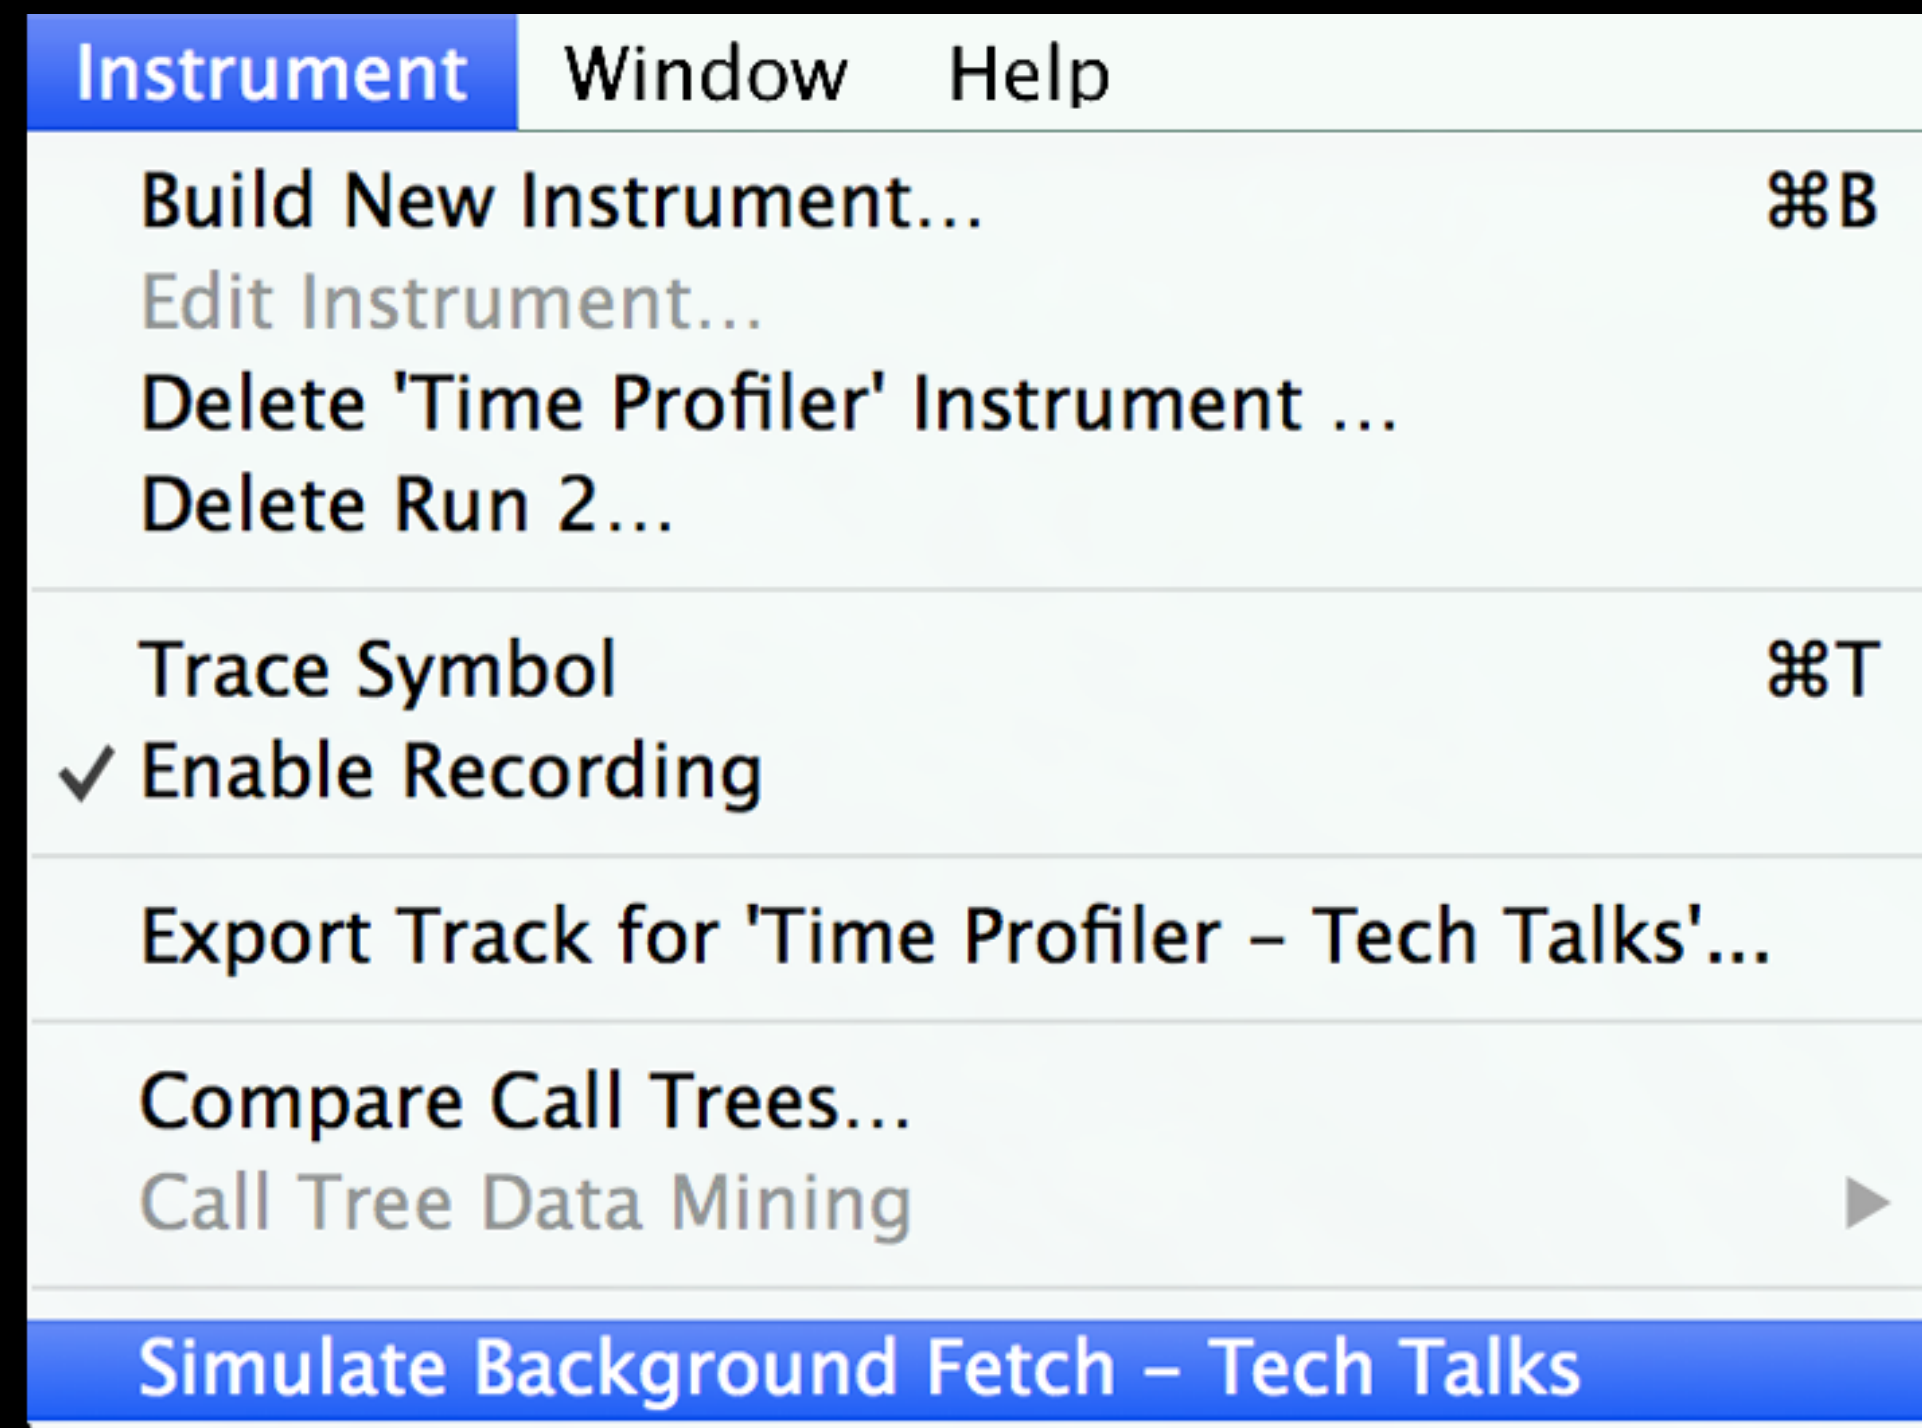 Instrument Window Help
Build New Instrument... ⌘B
Edit Instrument...
Delete 'Time Profiler' Instrument ...
Delete Run 2...
Trace Symbol ⌘T
✓ Enable Recording
Export Track for 'Time Profiler – Tech Talks'...
Compare Call Trees...
Call Tree Data Mining ▶
Simulate Background Fetch – Tech Talks